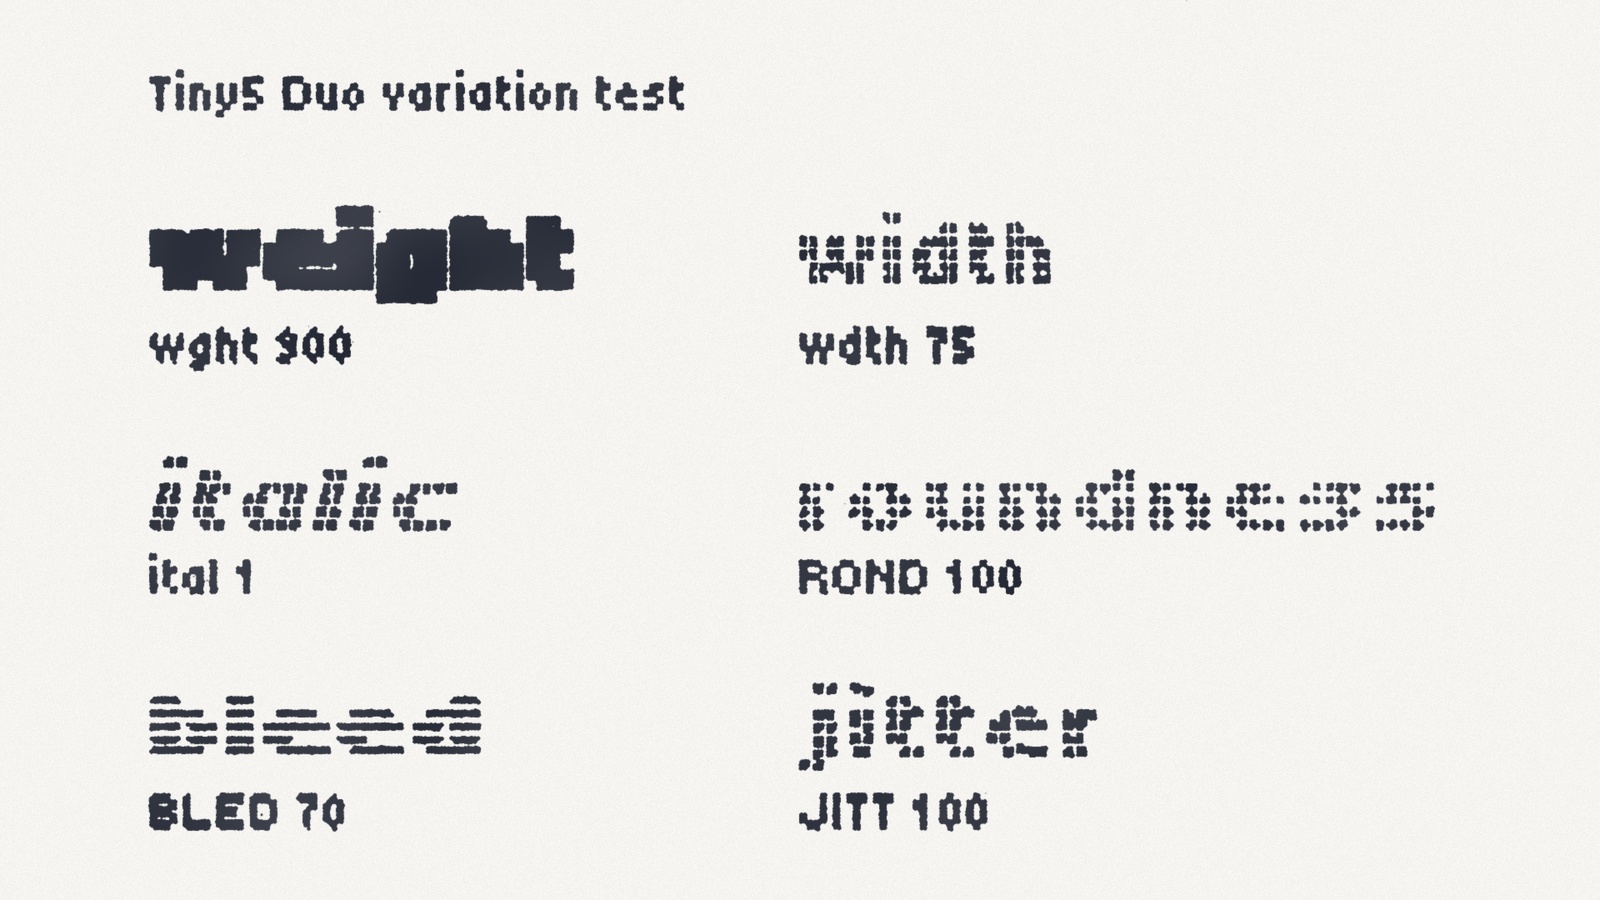 Tiny5 Duo variation test
weight
wght 900
width
wdth 75
italic
ital 1
roundness
ROND 100
bleed
BLED 70
jitter
JITT 100